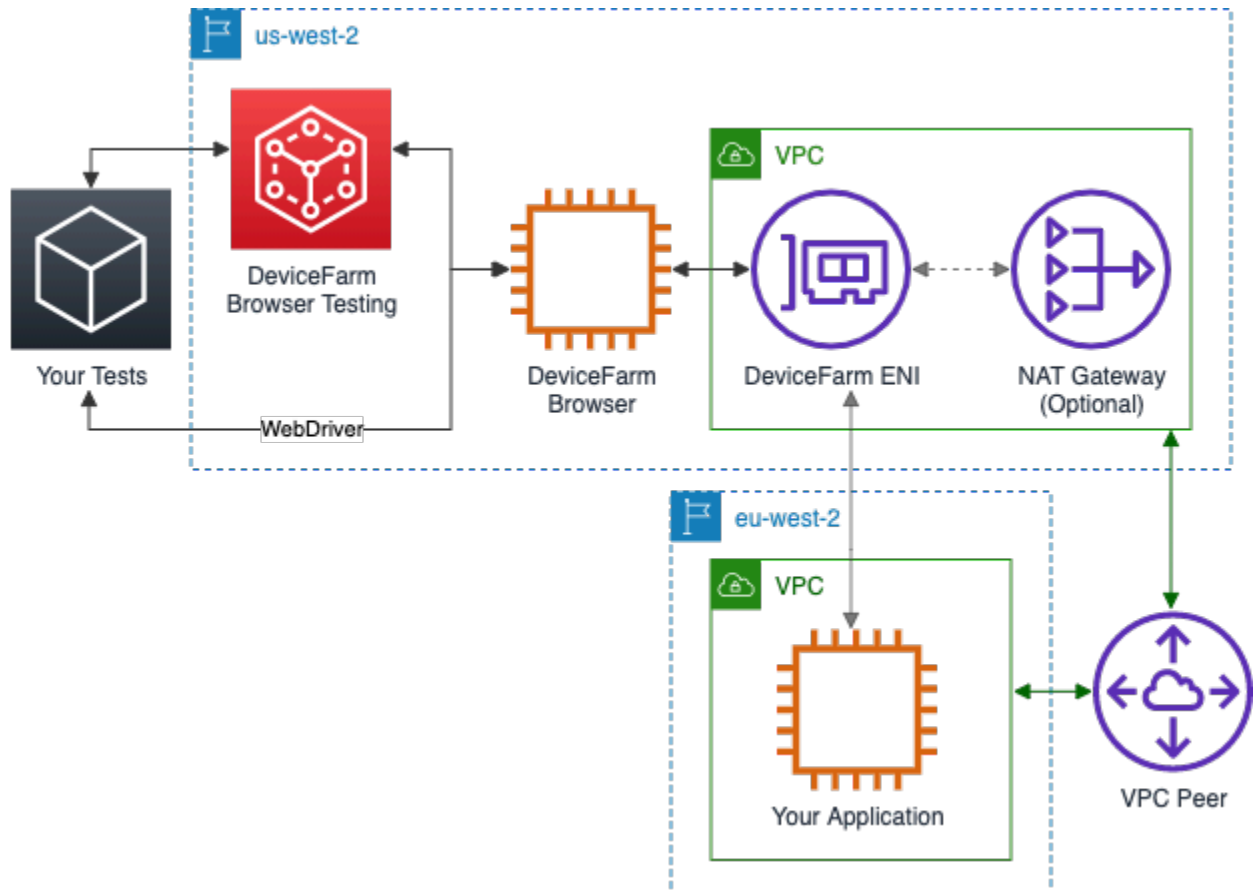 us-west-2
VPC
DeviceFarm
Browser Testing
Your Tests
DeviceFarm
Browser
DeviceFarm ENI
NAT Gateway
(Optional)
WebDriver
eu-west-2
VPC
Your Application
VPC Peer